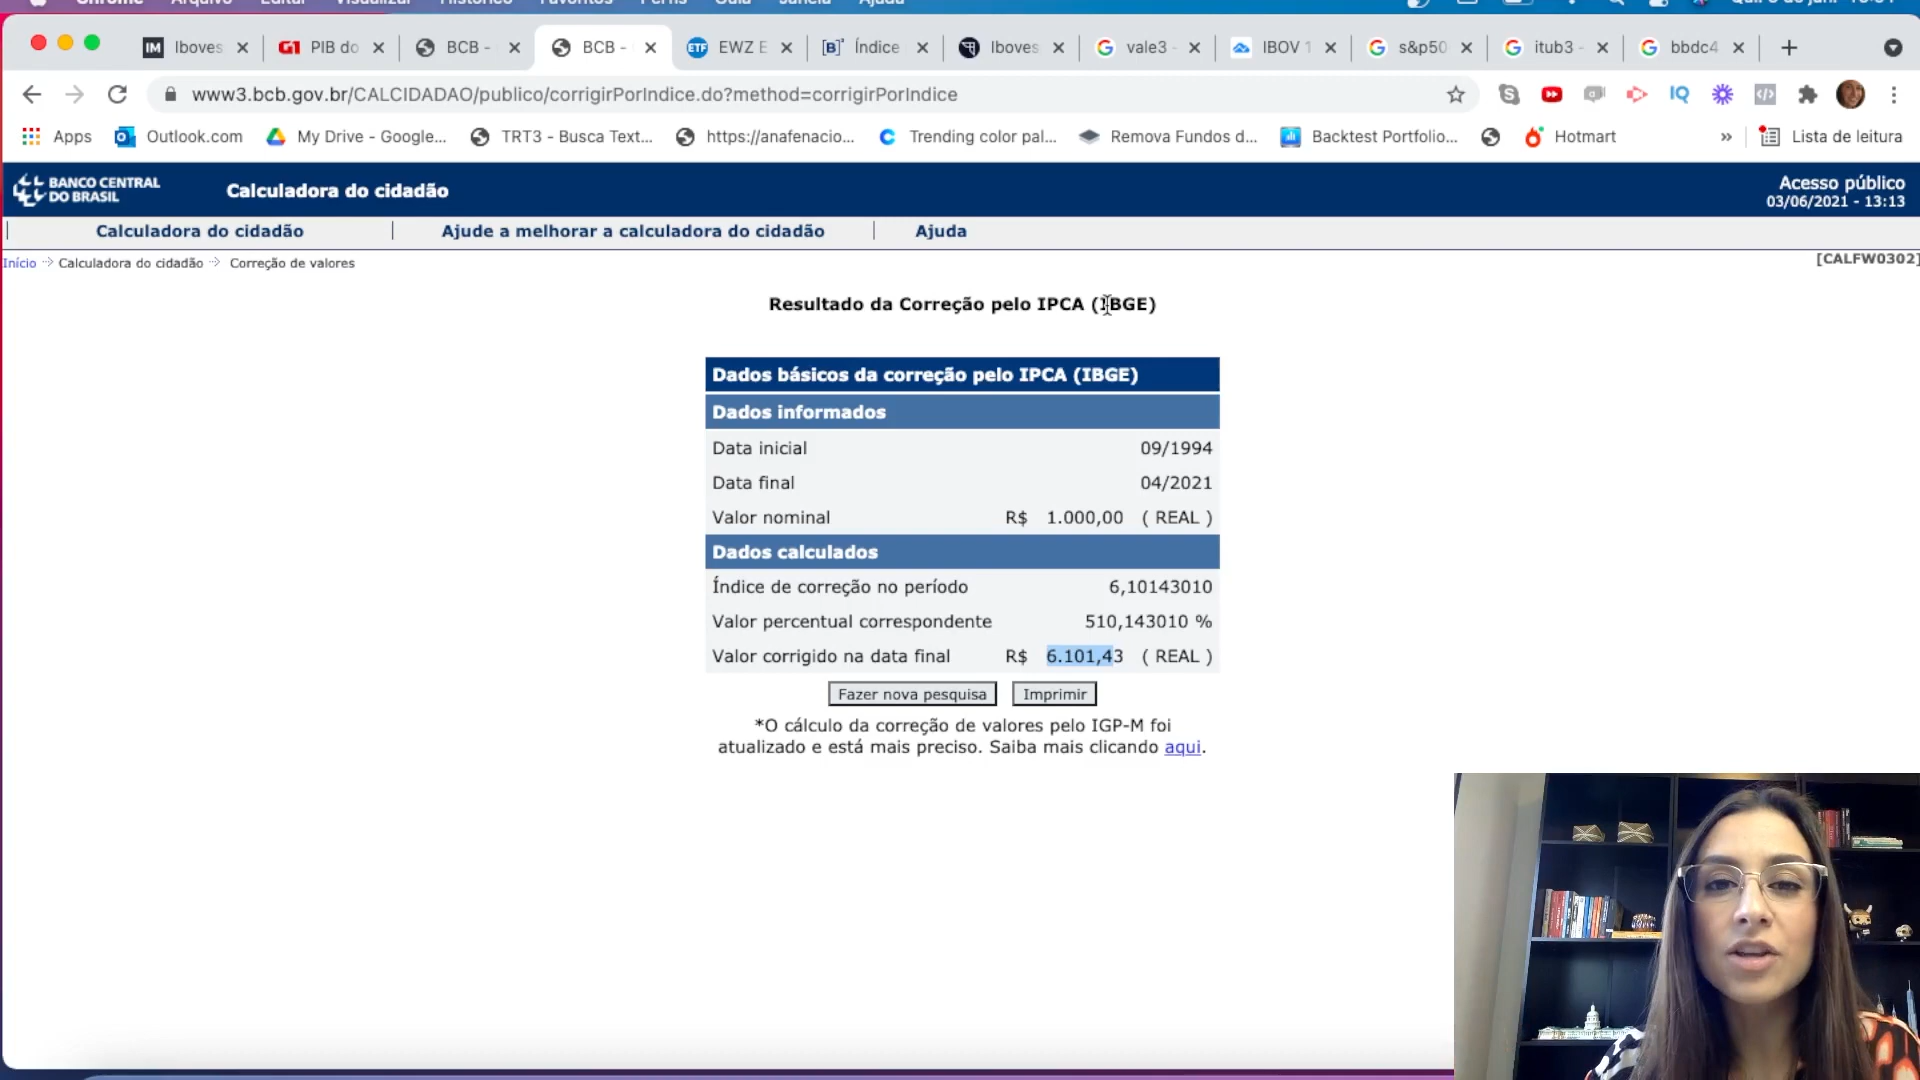 Iboves
PIB do
BCB -
BCB -
EWZ E
Índice
Iboves
vale3 -
IBOV 1
s&p50
itub3 -
bbdc4
www3.bcb.gov.br/CALCIDADAO/publico/corrigirPorIndice.do?method=corrigirPorIndice
Apps
Outlook.com
My Drive - Google...
TRT3 - Busca Text...
https://anafenacio...
Trending color pal...
Remova Fundos d...
Backtest Portfolio...
Hotmart
»
Lista de leitura
BANCO CENTRAL
DO BRASIL
Calculadora do cidadão
Acesso público
03/06/2021 - 13:13
Calculadora do cidadão
Ajude a melhorar a calculadora do cidadão
Ajuda
Início Calculadora do cidadão Correção de valores
[CALFW0302]
Resultado da Correção pelo IPCA (IBGE)
Dados básicos da correção pelo IPCA (IBGE)
Dados informados
Data inicial 09/1994
Data final 04/2021
Valor nominal R$ 1.000,00 ( REAL )
Dados calculados
Índice de correção no período 6,10143010
Valor percentual correspondente 510,143010 %
Valor corrigido na data final R$ 6.101,43 ( REAL )
Fazer nova pesquisa
Imprimir
*O cálculo da correção de valores pelo IGP-M foi
atualizado e está mais preciso. Saiba mais clicando aqui.